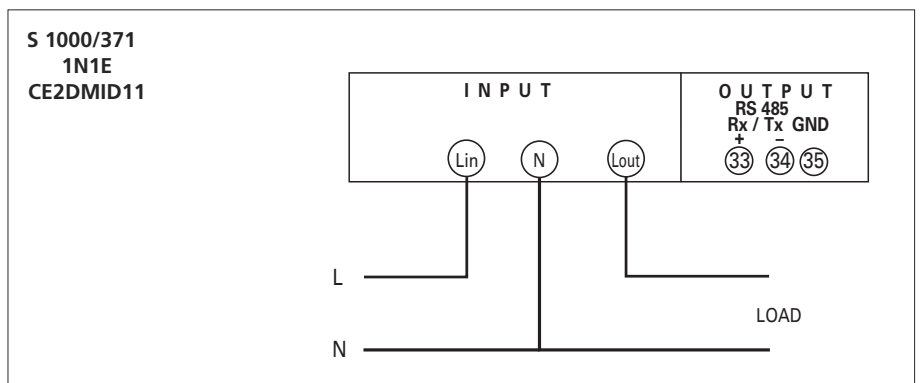 S 1000/371
1N1E
CE2DMID11
INPUT
OUTPUT
RS 485
Rx / Tx GND
+ –
Lin N Lout 33 34 35
L
LOAD
N